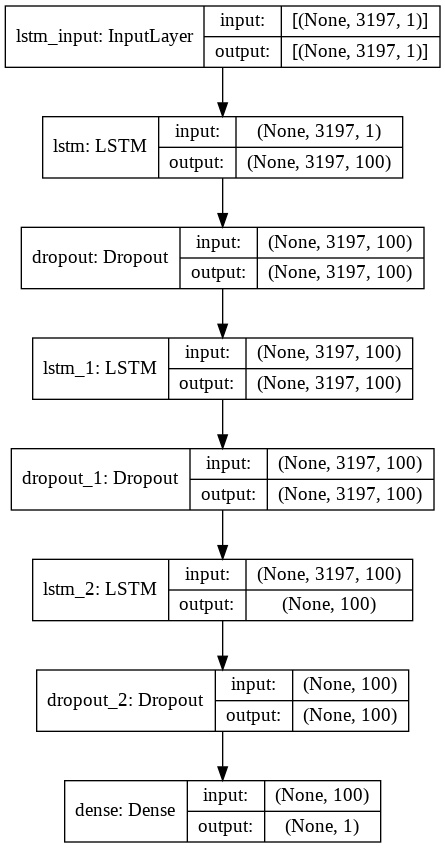 lstm_input: InputLayer input: [(None, 3197, 1)]
output: [(None, 3197, 1)]
lstm: LSTM input: (None, 3197, 1)
output: (None, 3197, 100)
dropout: Dropout input: (None, 3197, 100)
output: (None, 3197, 100)
lstm_1: LSTM input: (None, 3197, 100)
output: (None, 3197, 100)
dropout_1: Dropout input: (None, 3197, 100)
output: (None, 3197, 100)
lstm_2: LSTM input: (None, 3197, 100)
output: (None, 100)
dropout_2: Dropout input: (None, 100)
output: (None, 100)
dense: Dense input: (None, 100)
output: (None, 1)